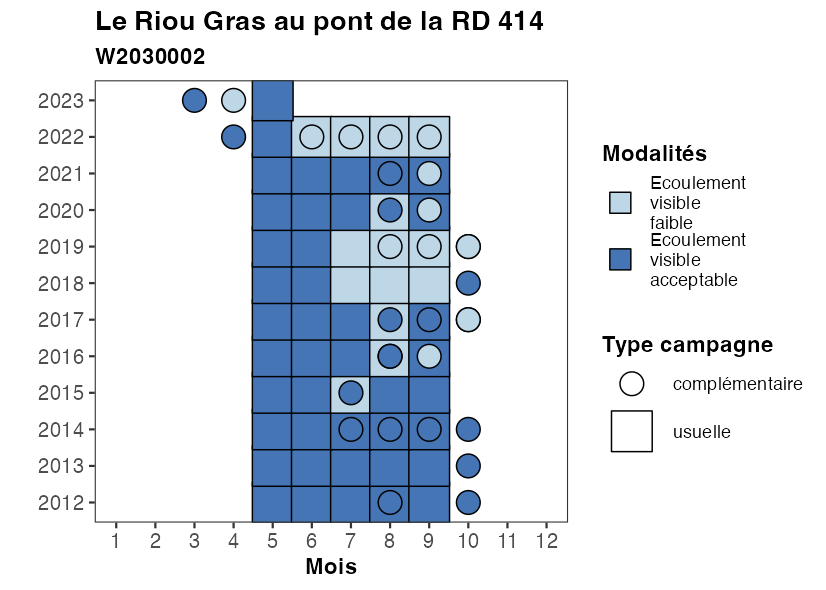 Le Riou Gras au pont de la RD 414
W2030002
2023
2022
2021
2020
2019
2018
2017
2016
2015
2014
2013
2012
1 2 3 4 5 6 7 8 9 10 11 12
Mois
Modalités
Ecoulement
visible
faible
Ecoulement
visible
acceptable
Type campagne
complémentaire
usuelle